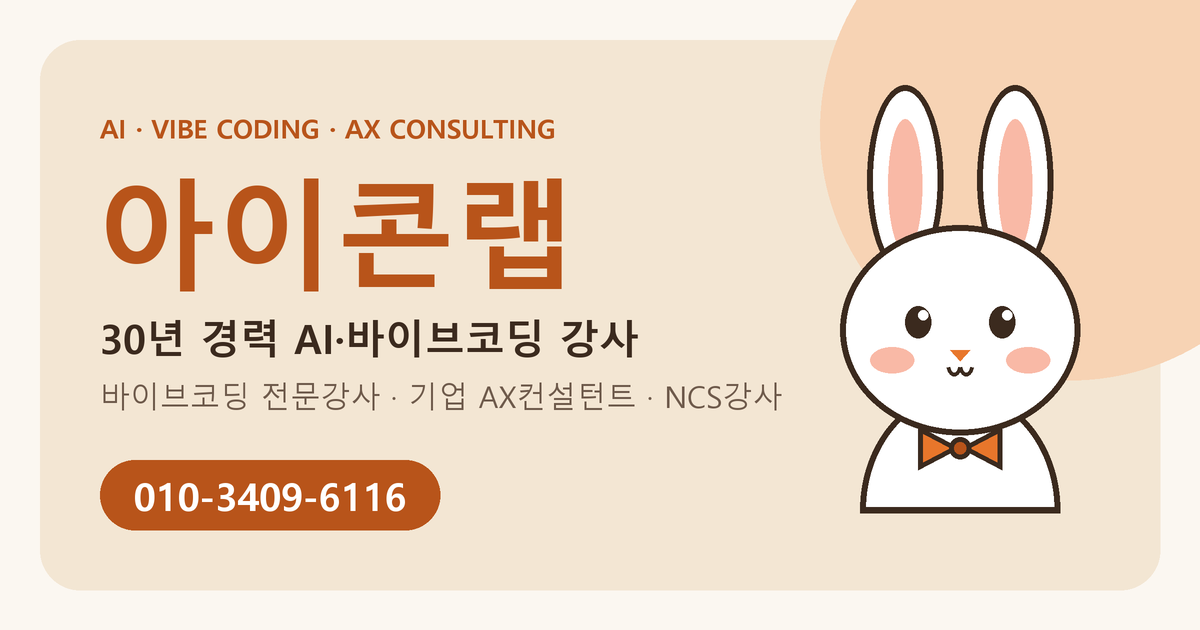 AI · VIBE CODING · AX CONSULTING
아이콘랩
30년 경력 AI·바이브코딩 강사
바이브코딩 전문강사 · 기업 AX컨설턴트 · NCS강사
010-3409-6116